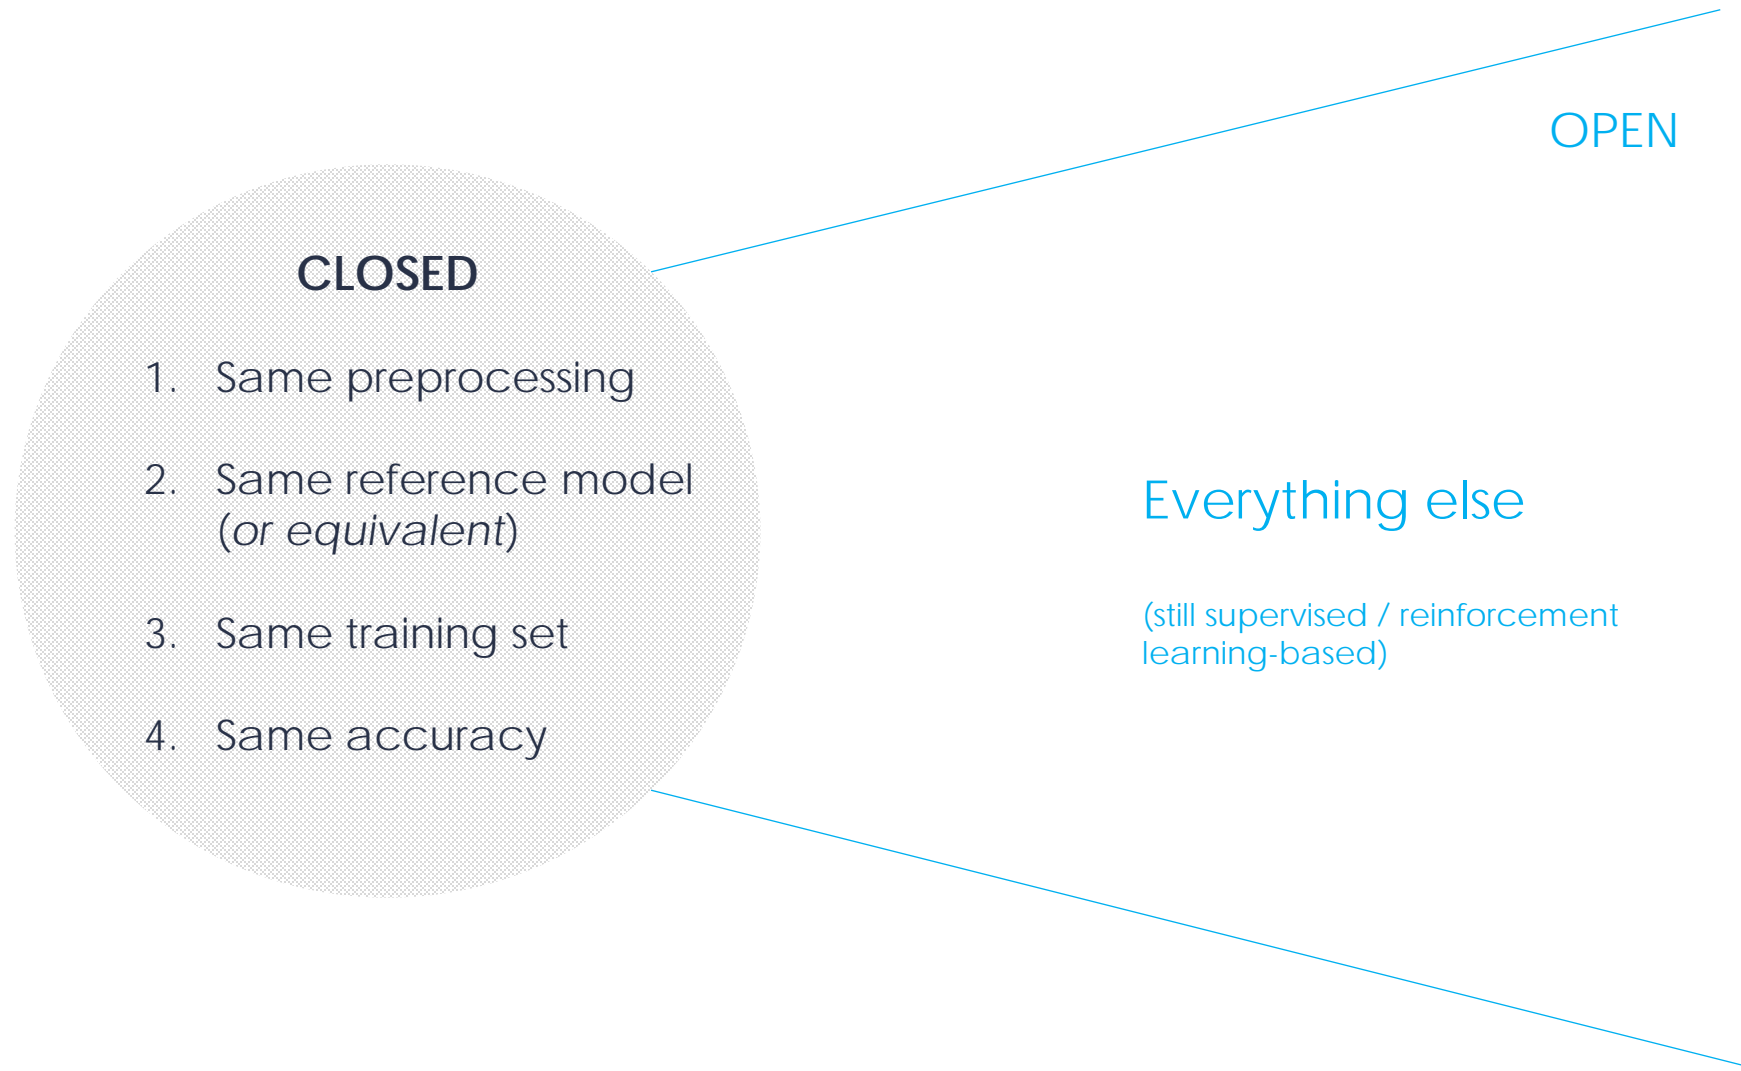 OPEN
CLOSED
1. Same preprocessing
2. Same reference model
(or equivalent)
3. Same training set
4. Same accuracy
Everything else
(still supervised / reinforcement
learning-based)